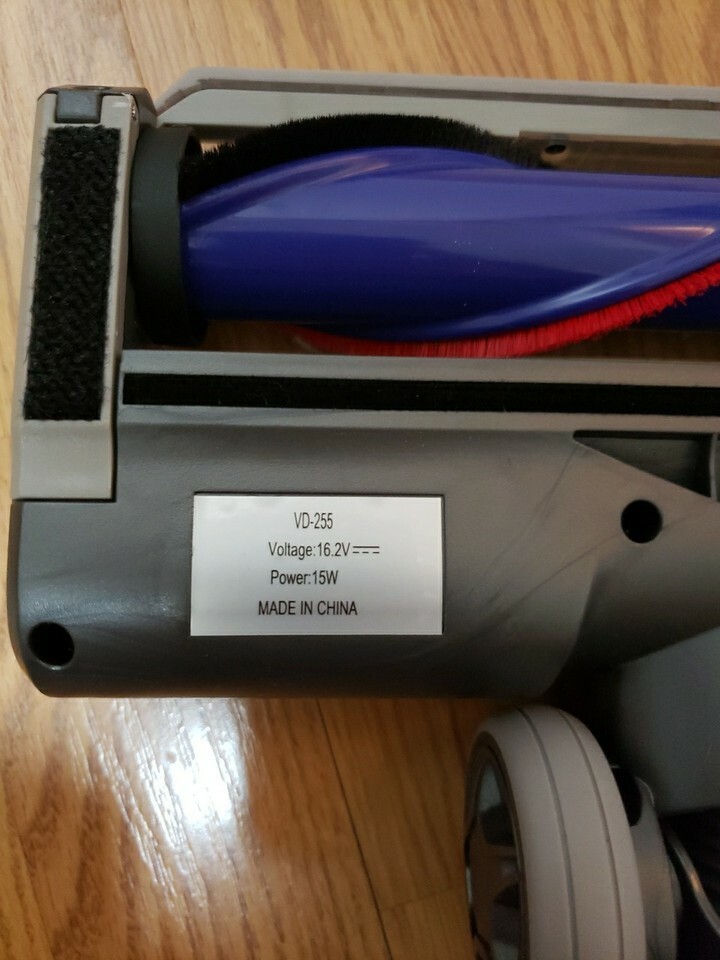 VD-255
Voltage:16.2V⎓
Power:15W
MADE IN CHINA